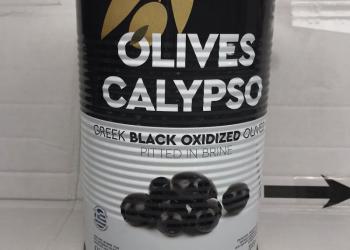 OLIVES
CALYPSO
GREEK BLACK OXIDIZED OLIVES
PITTED IN BRINE